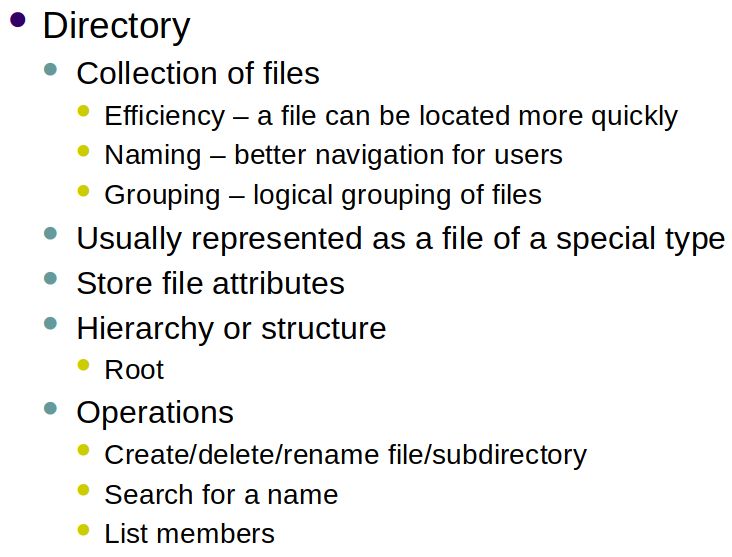 Directory
Collection of files
Efficiency – a file can be located more quickly
Naming – better navigation for users
Grouping – logical grouping of files
Usually represented as a file of a special type
Store file attributes
Hierarchy or structure
Root
Operations
Create/delete/rename file/subdirectory
Search for a name
List members